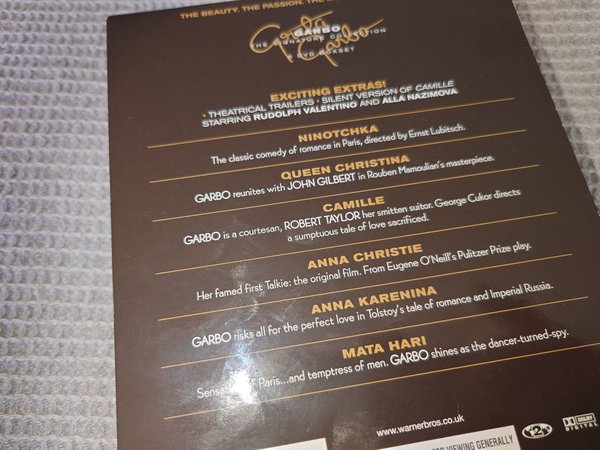 THE BEAUTY. THE PASSION. THE
GARBO
Greta Garbo
THE SIGNATURE COLLECTION
DVD BOXSET
EXCITING EXTRAS!
· THEATRICAL TRAILERS · SILENT VERSION OF CAMILLE
STARRING RUDOLPH VALENTINO AND ALLA NAZIMOVA
NINOTCHKA
The classic comedy of romance in Paris, directed by Ernst Lubitsch.
QUEEN CHRISTINA
GARBO reunites with JOHN GILBERT in Rouben Mamoulian's masterpiece.
CAMILLE
GARBO is a courtesan, ROBERT TAYLOR her smitten suitor. George Cukor directs
a sumptuous tale of love sacrificed.
ANNA CHRISTIE
Her famed first Talkie: the original film. From Eugene O'Neill's Pulitzer Prize play.
ANNA KARENINA
GARBO risks all for the perfect love in Tolstoy's tale of romance and Imperial Russia.
MATA HARI
Paris...and temptress of men. GARBO shines as the dancer-turned-spy.
www.warnerbros.co.uk
VIEWING GENERALLY
2
DOLBY
DIGITAL